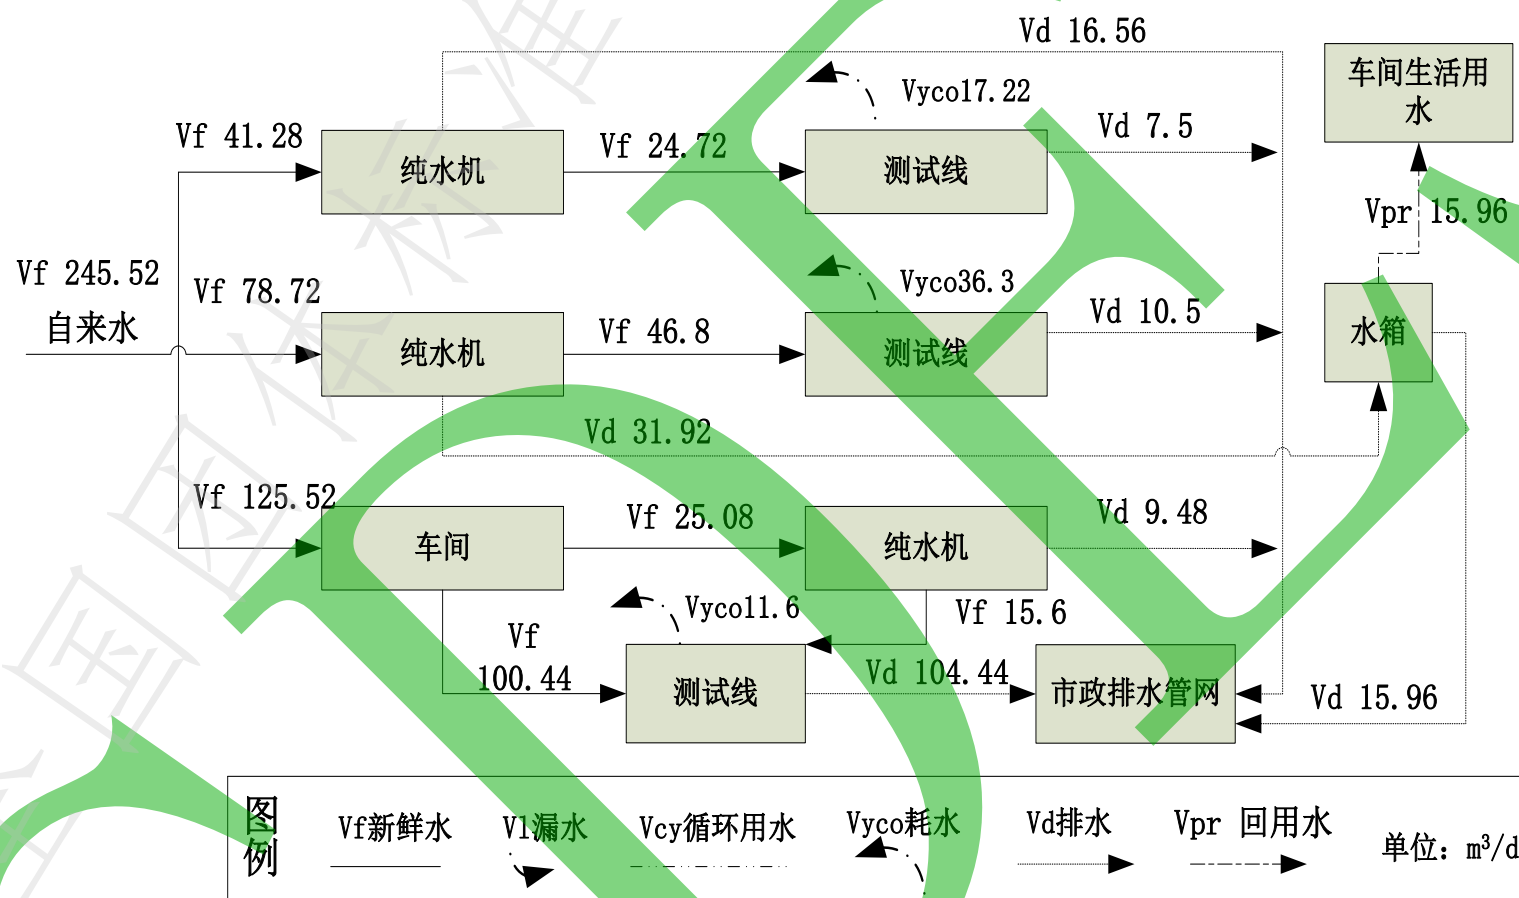 Vd 16.56
车间生活用
水
Vyco17.22
Vf 41.28
Vf 24.72
Vd 7.5
纯水机
测试线
Vpr 15.96
Vf 245.52
自来水
Vf 78.72
Vyco36.3
Vf 46.8
Vd 10.5
纯水机
测试线
水箱
Vd 31.92
Vf 125.52
Vf 25.08
Vd 9.48
车间
纯水机
Vyco11.6
Vf 15.6
Vf
100.44
Vd 104.44
测试线
市政排水管网
Vd 15.96
图
例
Vf新鲜水
Vl漏水
Vcy循环用水
Vyco耗水
Vd排水
Vpr 回用水
单位：m³/d
全国团体标准